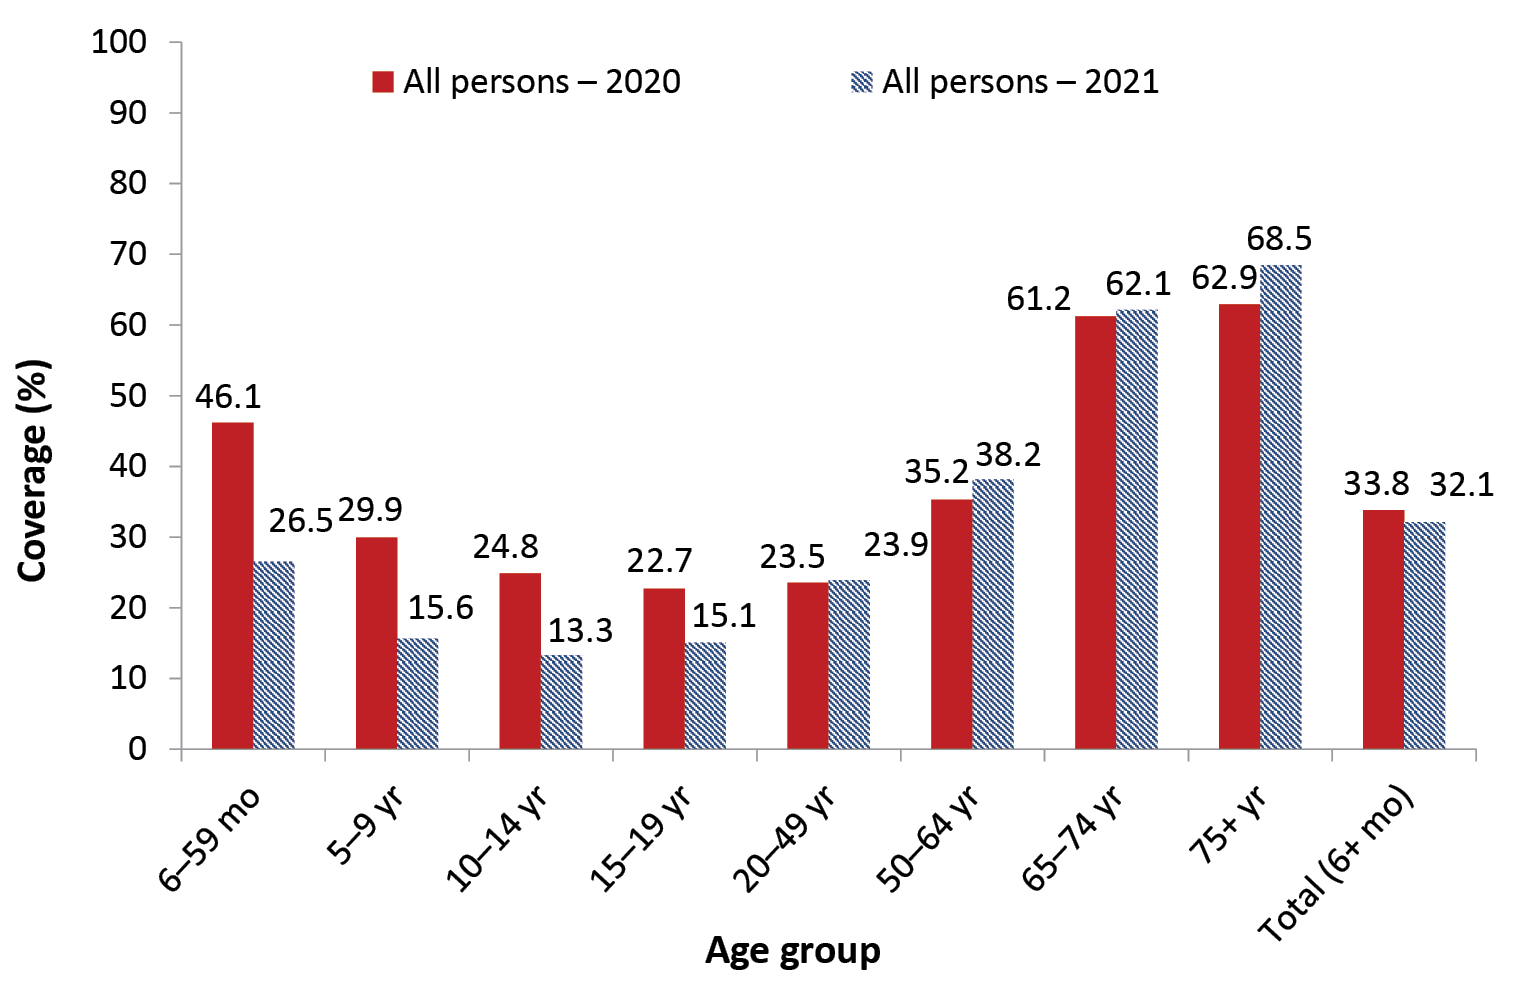 100
90
80
70
60
50
40
30
20
10
0
Coverage (%)
All persons – 2020
All persons – 2021
46.1
26.5
29.9
15.6
24.8
13.3
22.7
15.1
23.5
23.9
35.2
38.2
61.2
62.1
62.9
68.5
33.8
32.1
6–59 mo
5–9 yr
10–14 yr
15–19 yr
20–49 yr
50–64 yr
65–74 yr
75+ yr
Total (6+ mo)
Age group